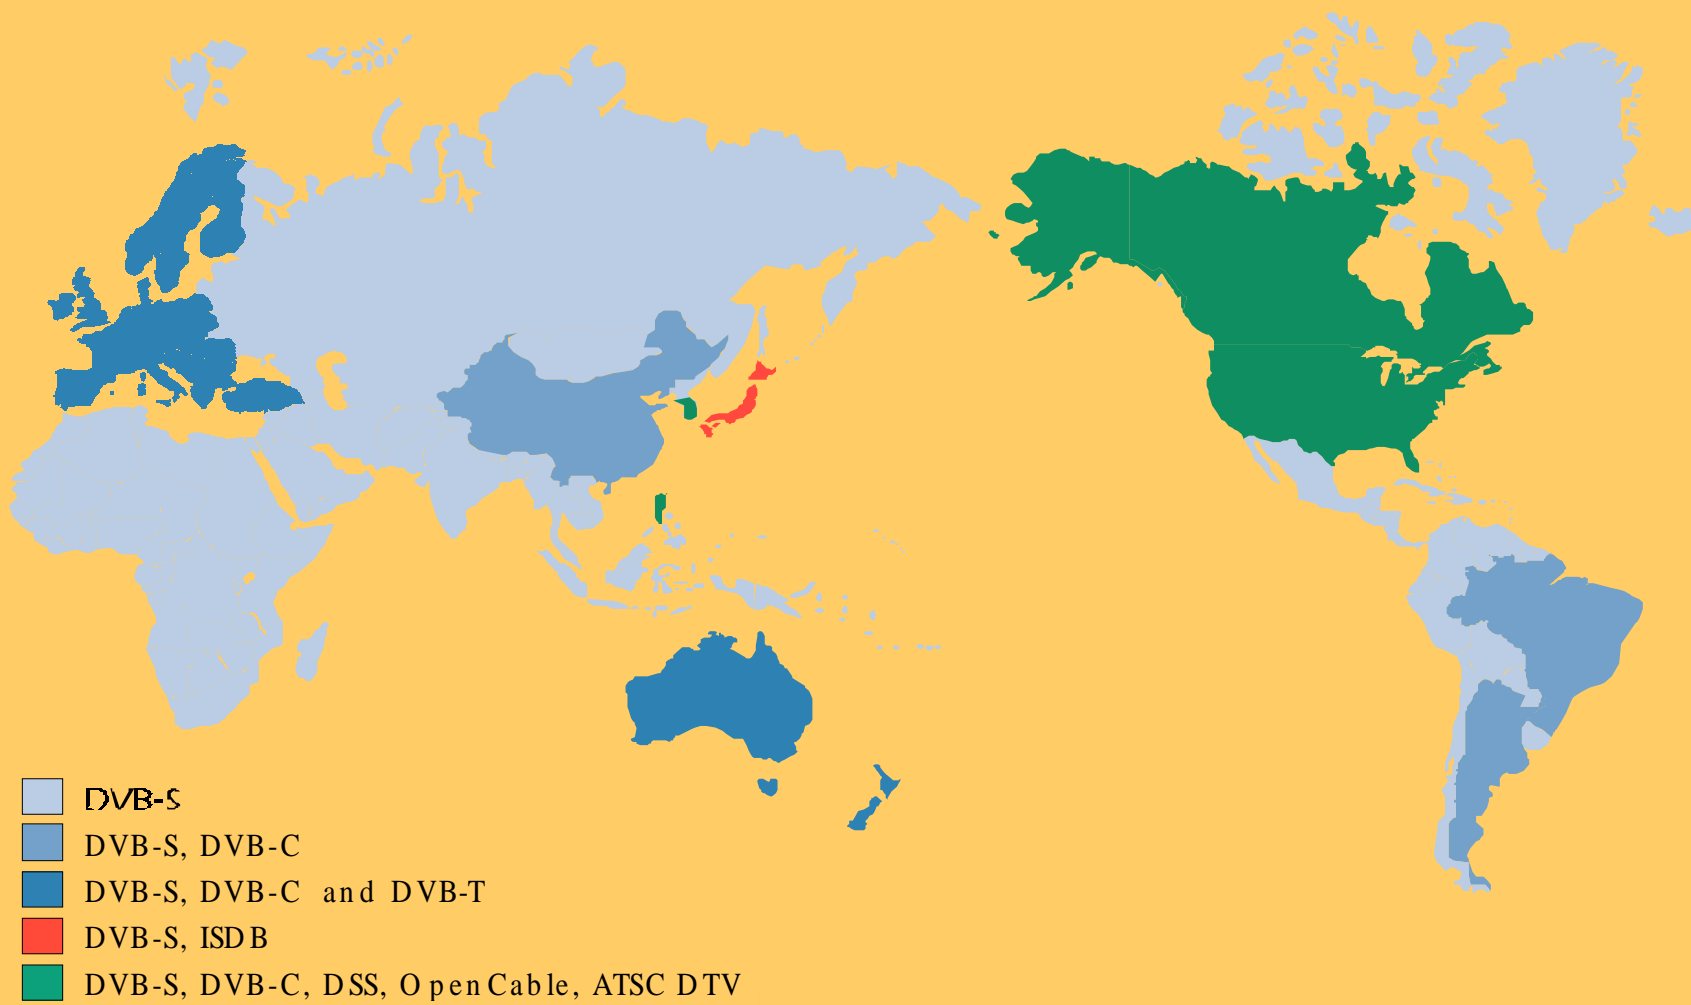 DVB-S
DVB-S, DVB-C
DVB-S, DVB-C and DVB-T
DVB-S, ISDB
DVB-S, DVB-C, DSS, OpenCable, ATSC DTV